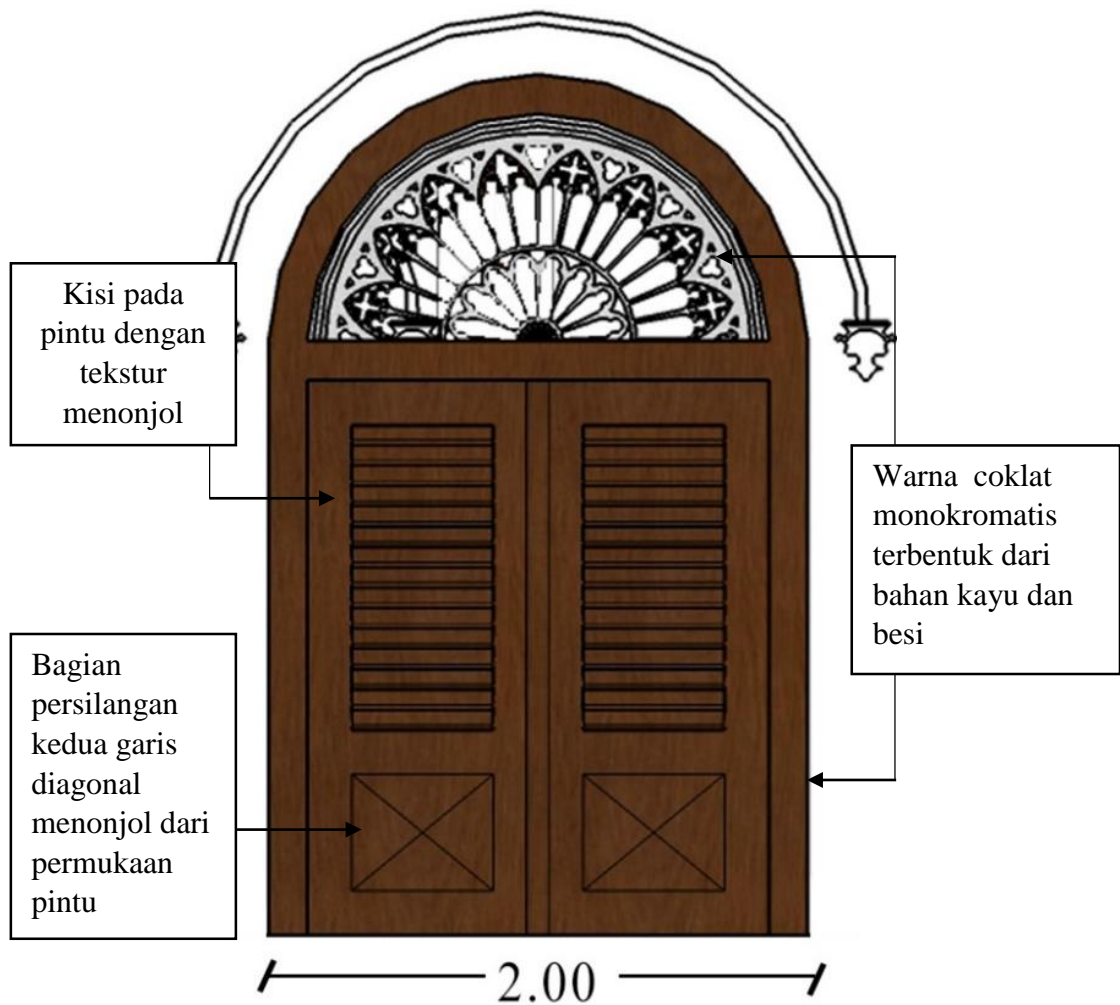 Kisi pada
pintu dengan
tekstur
menonjol
Warna coklat
monokromatis
terbentuk dari
bahan kayu dan
besi
Bagian
persilangan
kedua garis
diagonal
menonjol dari
permukaan
pintu
2.00